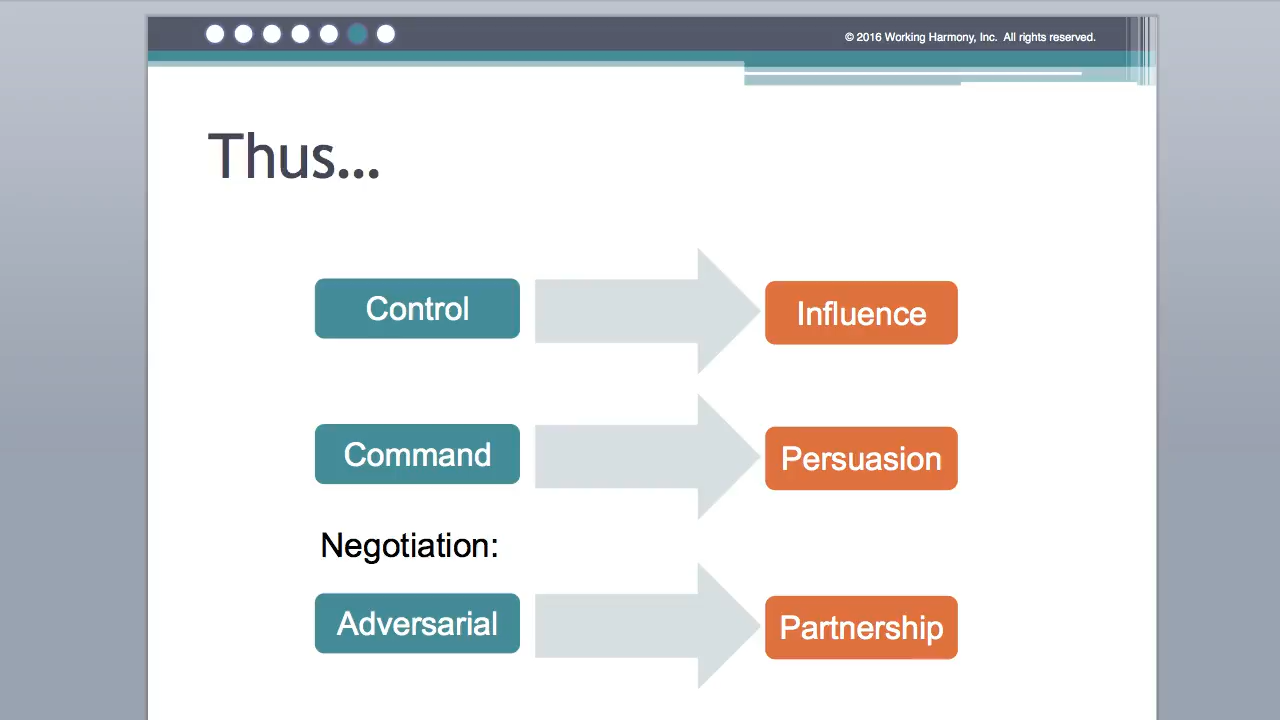 © 2016 Working Harmony, Inc. All rights reserved.
Thus...
Control
Influence
Command
Persuasion
Negotiation:
Adversarial
Partnership